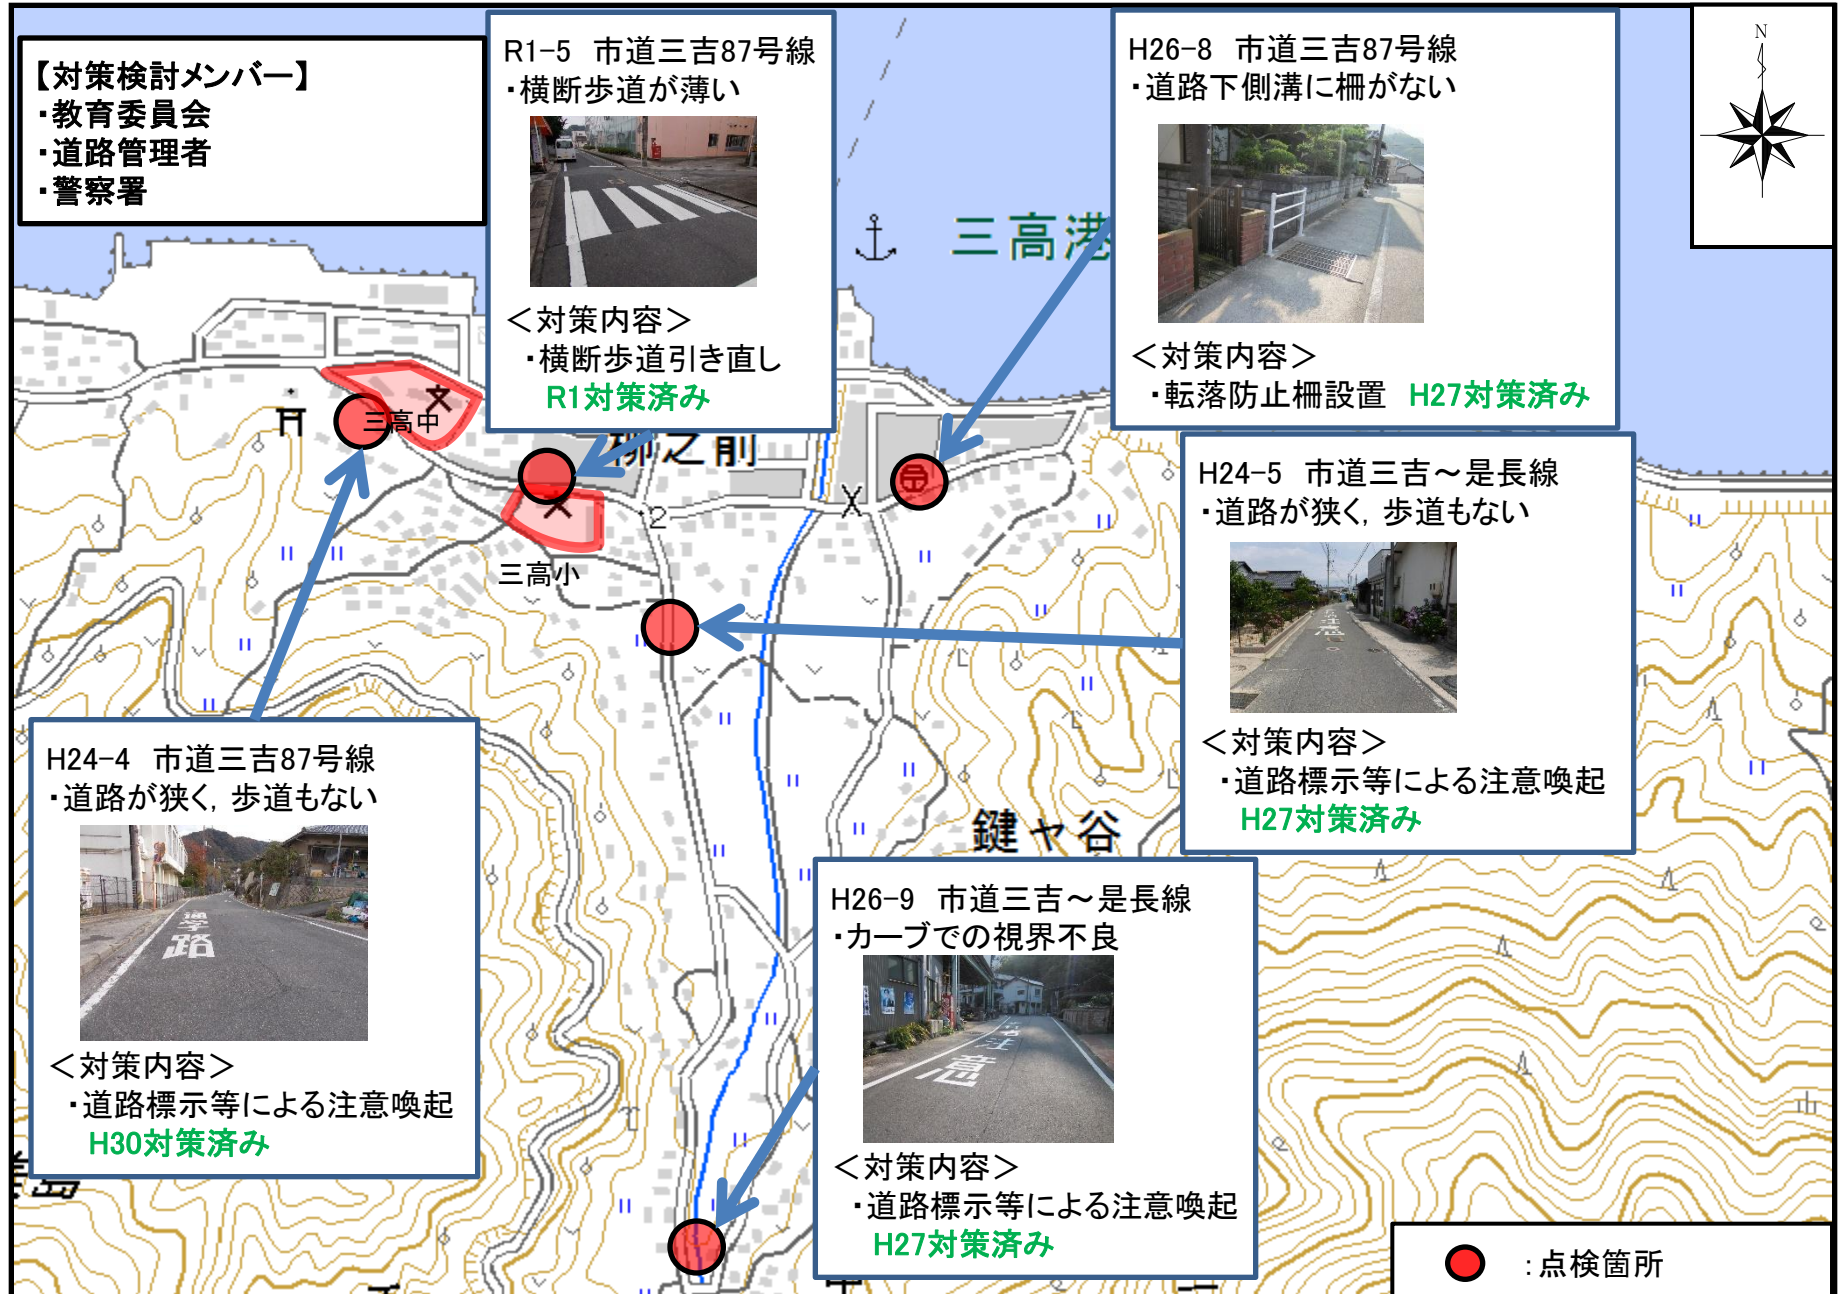 【対策検討メンバー】
・教育委員会
・道路管理者
・警察署
R1-5 市道三吉87号線
・横断歩道が薄い
＜対策内容＞
・横断歩道引き直し
R1対策済み
H26-8 市道三吉87号線
・道路下側溝に柵がない
＜対策内容＞
・転落防止柵設置 H27対策済み
N
三高港
三高中
柳之前
・2
三高小
H24-5 市道三吉～是長線
・道路が狭く，歩道もない
＜対策内容＞
・道路標示等による注意喚起
H27対策済み
H24-4 市道三吉87号線
・道路が狭く，歩道もない
通学路
＜対策内容＞
・道路標示等による注意喚起
H30対策済み
鍵ヶ谷
H26-9 市道三吉～是長線
・カーブでの視界不良
＜対策内容＞
・道路標示等による注意喚起
H27対策済み
：点検箇所